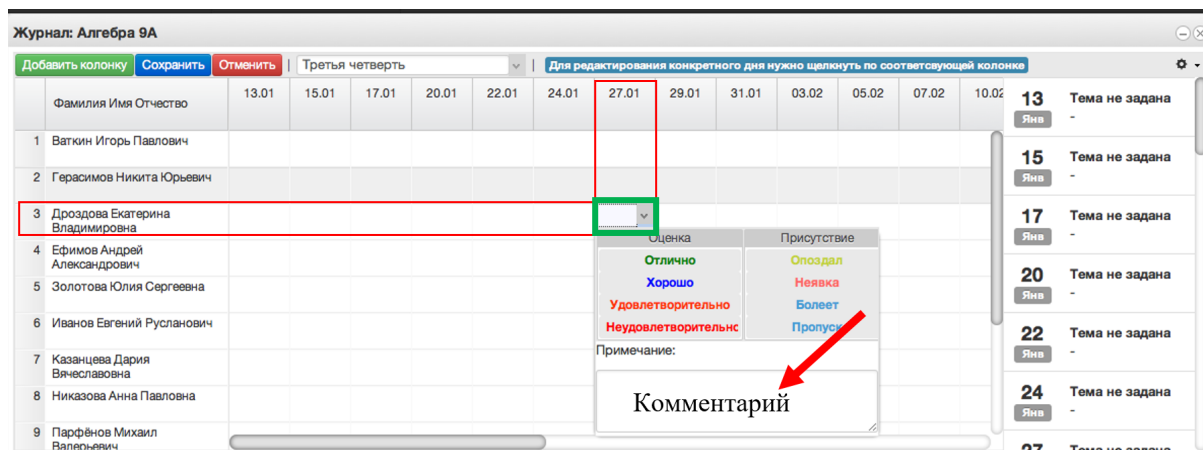 Журнал: Алгебра 9А
Добавить колонку Сохранить Отменить | Третья четверть | Для редактирования конкретного дня нужно щелкнуть по соответсвующей колонке
Фамилия Имя Отчество 13.01 15.01 17.01 20.01 22.01 24.01 27.01 29.01 31.01 03.02 05.02 07.02 10.02
1 Ваткин Игорь Павлович
2 Герасимов Никита Юрьевич
3 Дроздова Екатерина
Владимировна
4 Ефимов Андрей
Александрович
5 Золотова Юлия Сергеевна
6 Иванов Евгений Русланович
7 Казанцева Дария
Вячеславовна
8 Никазова Анна Павловна
9 Парфёнов Михаил
Валерьевич
Оценка Присутствие
Отлично Опоздал
Хорошо Неявка
Удовлетворительно Болеет
Неудовлетворительно Пропуск
Примечание:
Комментарий
13 Тема не задана
Янв -
15 Тема не задана
Янв -
17 Тема не задана
Янв -
20 Тема не задана
Янв -
22 Тема не задана
Янв -
24 Тема не задана
Янв -
27 Тема не задана